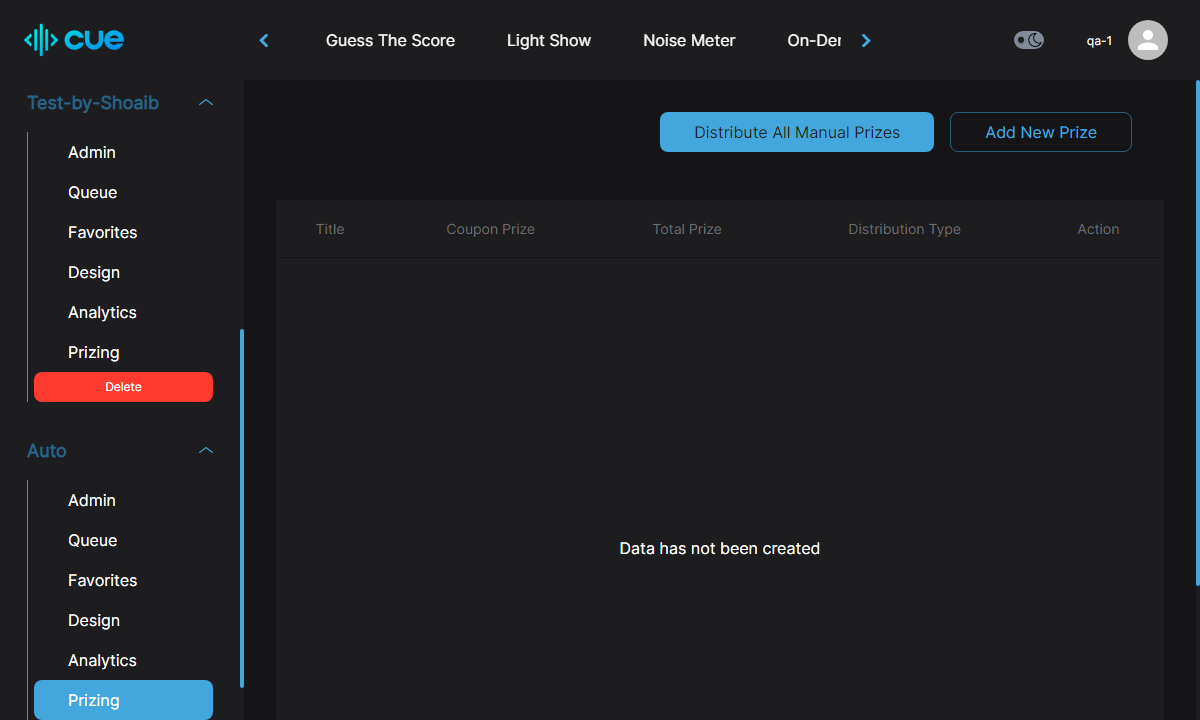 cue
Guess The Score
Light Show
Noise Meter
On-Der
qa-1
Test-by-Shoaib
Admin
Queue
Favorites
Design
Analytics
Prizing
Delete
Auto
Admin
Queue
Favorites
Design
Analytics
Prizing
Distribute All Manual Prizes
Add New Prize
Title
Coupon Prize
Total Prize
Distribution Type
Action
Data has not been created